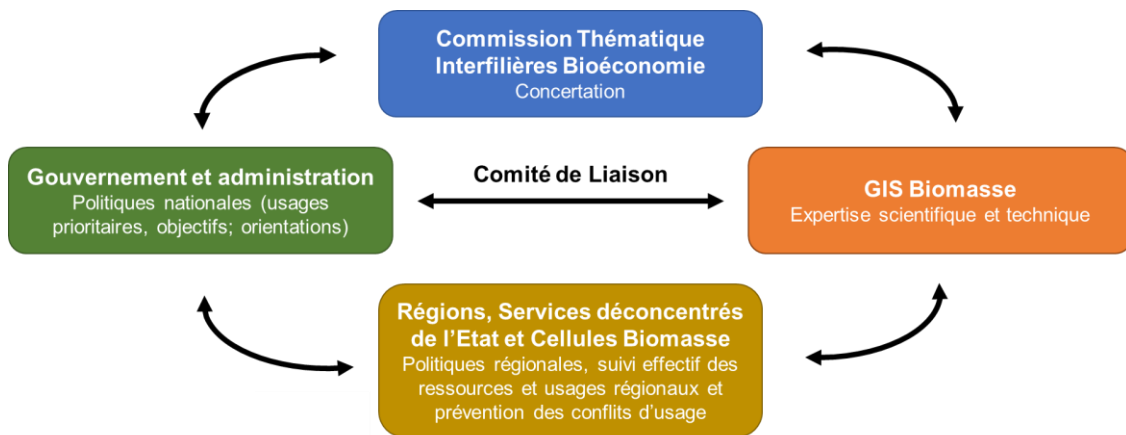 Commission Thématique
Interfilières Bioéconomie
Concertation
Gouvernement et administration
Politiques nationales (usages
prioritaires, objectifs; orientations)
Comité de Liaison
GIS Biomasse
Expertise scientifique et technique
Régions, Services déconcentrés
de l'Etat et Cellules Biomasse
Politiques régionales, suivi effectif des
ressources et usages régionaux et
prévention des conflits d'usage